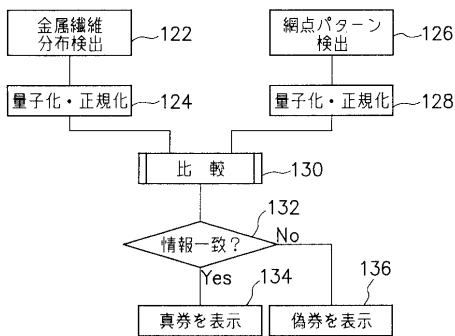 金属繊維
分布検出
122
網点パターン
検出
126
量子化・正規化
124
量子化・正規化
128
比 較
130
132
情報一致?
No
Yes
134
136
真券を表示
偽券を表示